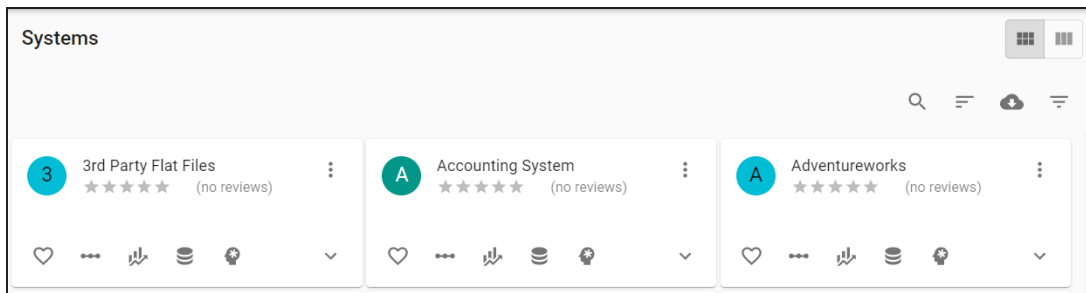 Systems
3 3rd Party Flat Files
(no reviews)
A Accounting System
(no reviews)
A Adventureworks
(no reviews)